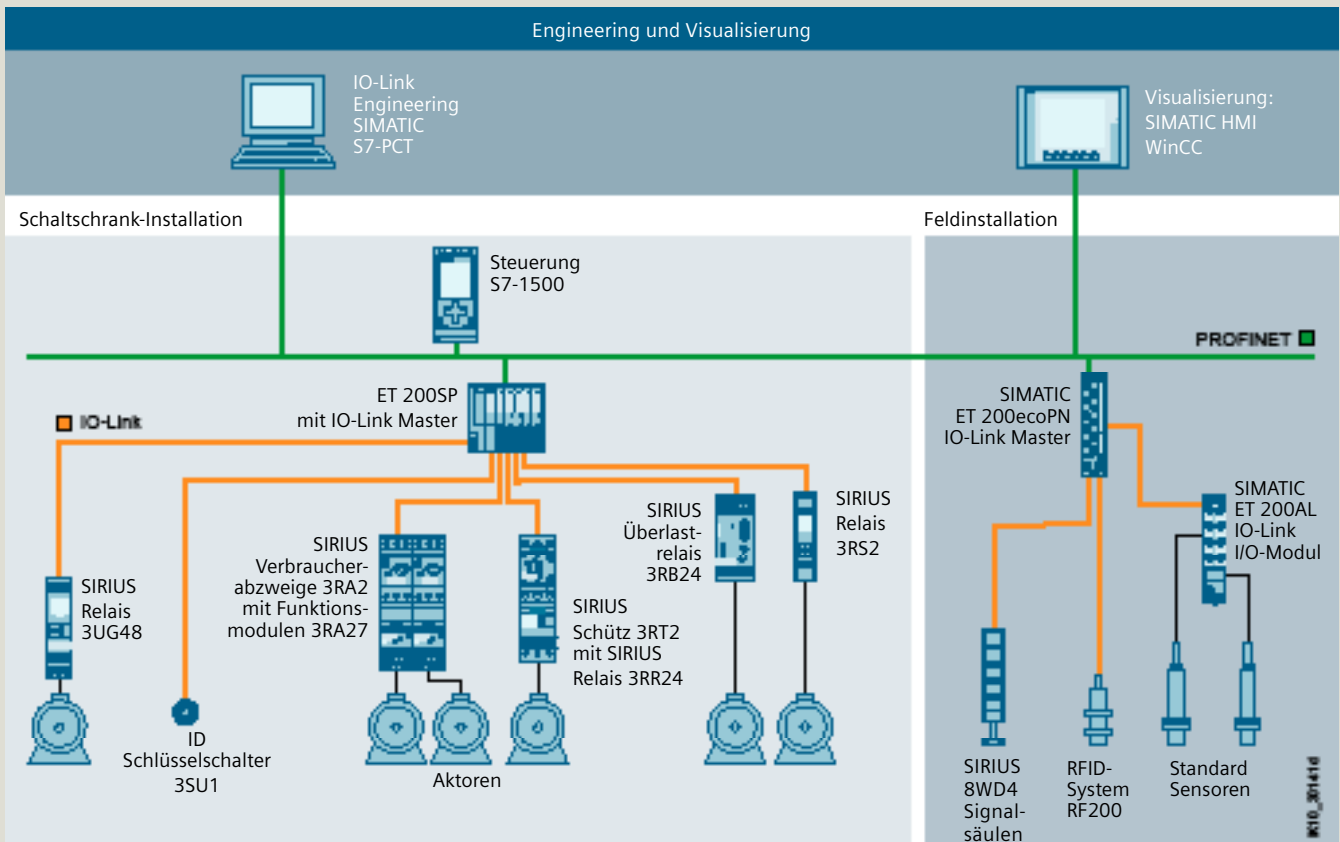 Engineering und Visualisierung
IO-Link
Engineering
SIMATIC
S7-PCT
Visualisierung:
SIMATIC HMI
WinCC
Schaltschrank-Installation
Feldinstallation
Steuerung
S7-1500
PROFINET
ET 200SP
mit IO-Link Master
IO-Link
SIMATIC
ET 200ecoPN
IO-Link Master
SIRIUS
Relais
3UG48
ID
Schlüsselschalter
3SU1
SIRIUS
Verbraucher-
abzweige 3RA2
mit Funktions-
modulen 3RA27
SIRIUS
Schütz 3RT2
mit SIRIUS
Relais 3RR24
SIRIUS
Überlast-
relais
3RB24
SIRIUS
Relais
3RS2
Aktoren
SIMATIC
ET 200AL
IO-Link
I/O-Modul
SIRIUS
8WD4
Signal-
säulen
RFID-
System
RF200
Standard
Sensoren